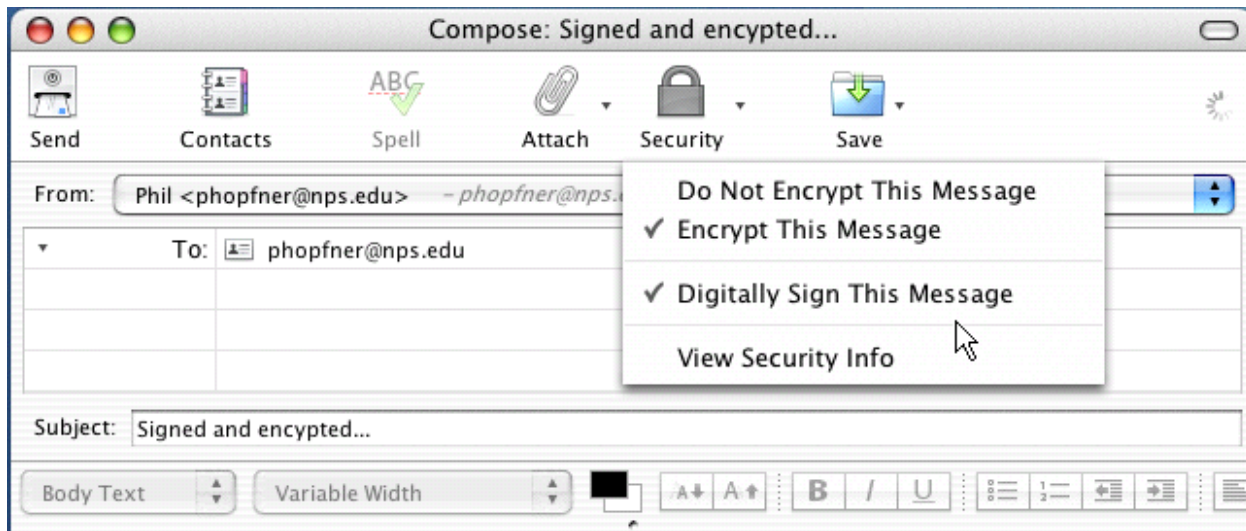 Compose: Signed and encypted...
ABC
Send Contacts Spell Attach Security Save
From: Phil <phopfner@nps.edu> – phopfner@nps.
Do Not Encrypt This Message
✓ Encrypt This Message
To: phopfner@nps.edu
✓ Digitally Sign This Message
View Security Info
Subject: Signed and encypted...
Body Text Variable Width A A B I U